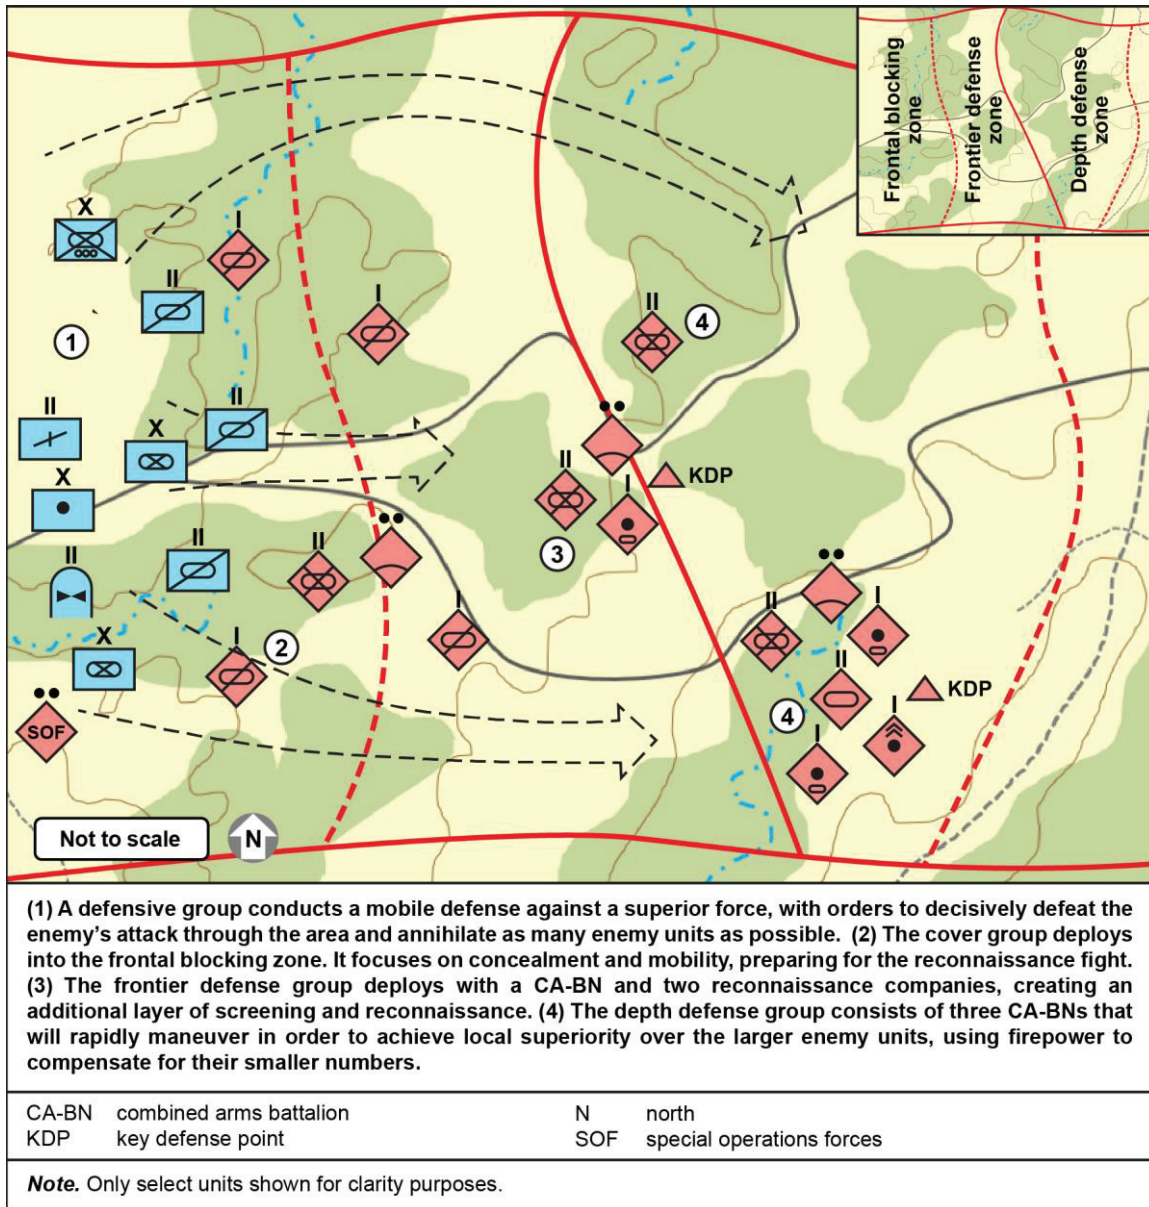 Frontal blocking
zone
Frontier defense
zone
Depth defense
zone
X
I
II
I
II
4
1
II
II
X
II
KDP
X
I
3
II
II
II
I
II
I
X
I
2
II
KDP
4
I
SOF
I
Not to scale
N
(1) A defensive group conducts a mobile defense against a superior force, with orders to decisively defeat the
enemy’s attack through the area and annihilate as many enemy units as possible. (2) The cover group deploys
into the frontal blocking zone. It focuses on concealment and mobility, preparing for the reconnaissance fight.
(3) The frontier defense group deploys with a CA-BN and two reconnaissance companies, creating an
additional layer of screening and reconnaissance. (4) The depth defense group consists of three CA-BNs that
will rapidly maneuver in order to achieve local superiority over the larger enemy units, using firepower to
compensate for their smaller numbers.
CA-BN combined arms battalion
KDP key defense point
N north
SOF special operations forces
Note. Only select units shown for clarity purposes.